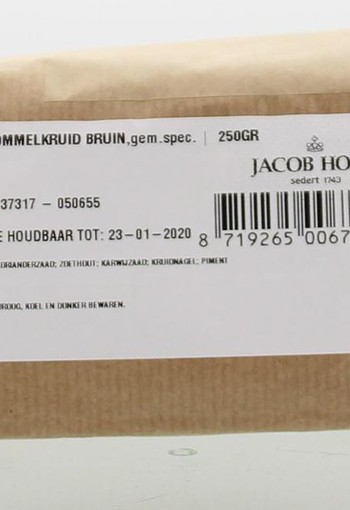 OMMELKRUID BRUIN,gem.spec. | 250GR
JACOB HO
sedert 1743
37317 - 050655
E HOUDBAAR TOT: 23-01-2020
8 719265 0067
ORIANDERZAAD; ZOETHOUT; KARWIJZAAD; KRUIDNAGEL; PIMENT
DROOG, KOEL EN DONKER BEWAREN.